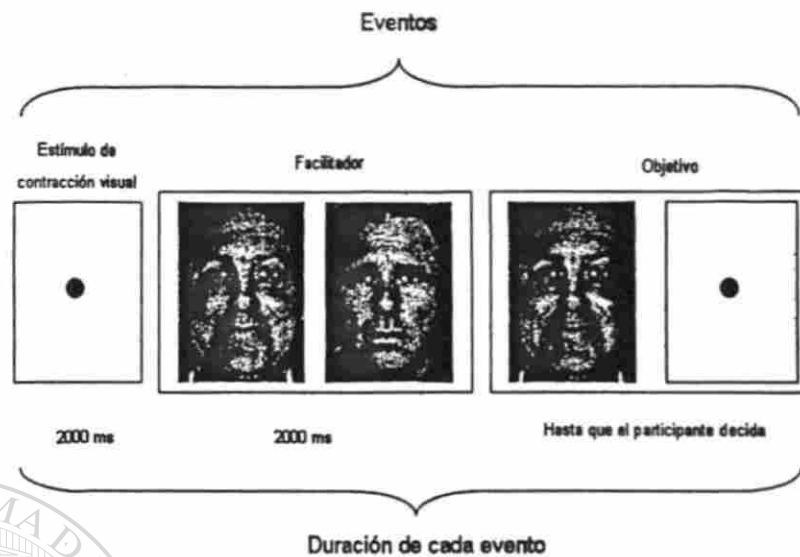 Eventos
Estímulo de
contracción visual
Facilitador
Objetivo
2000 ms
2000 ms
Hasta que el participante decida
Duración de cada evento